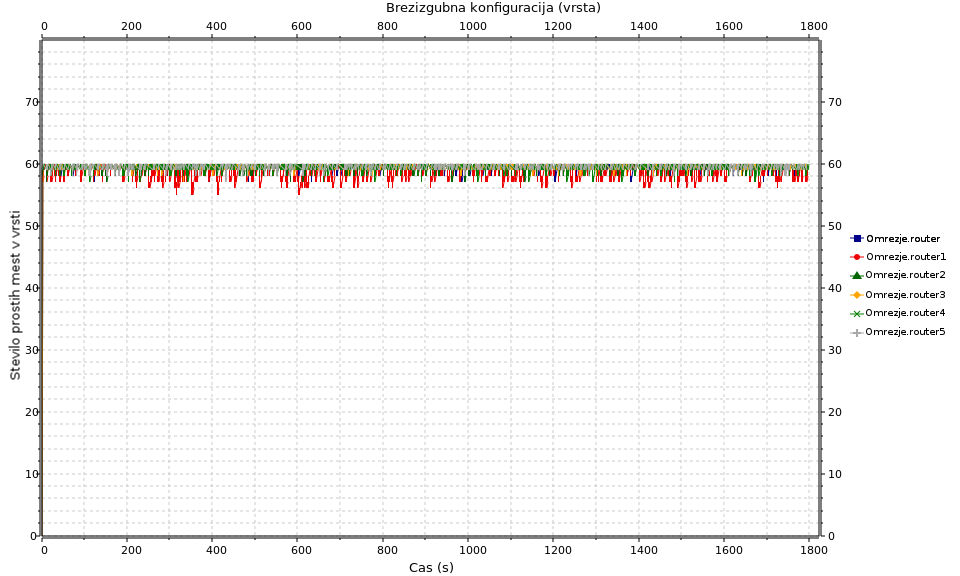 Brezizgubna konfiguracija (vrsta)
0 200 400 600 800 1000 1200 1400 1600 1800
70 70
60 60
50 50
40 40
30 30
20 20
10 10
0 0
Stevilo prostih mest v vrsti
0 200 400 600 800 1000 1200 1400 1600 1800
Cas (s)
Omrezje.router
Omrezje.router1
Omrezje.router2
Omrezje.router3
Omrezje.router4
Omrezje.router5